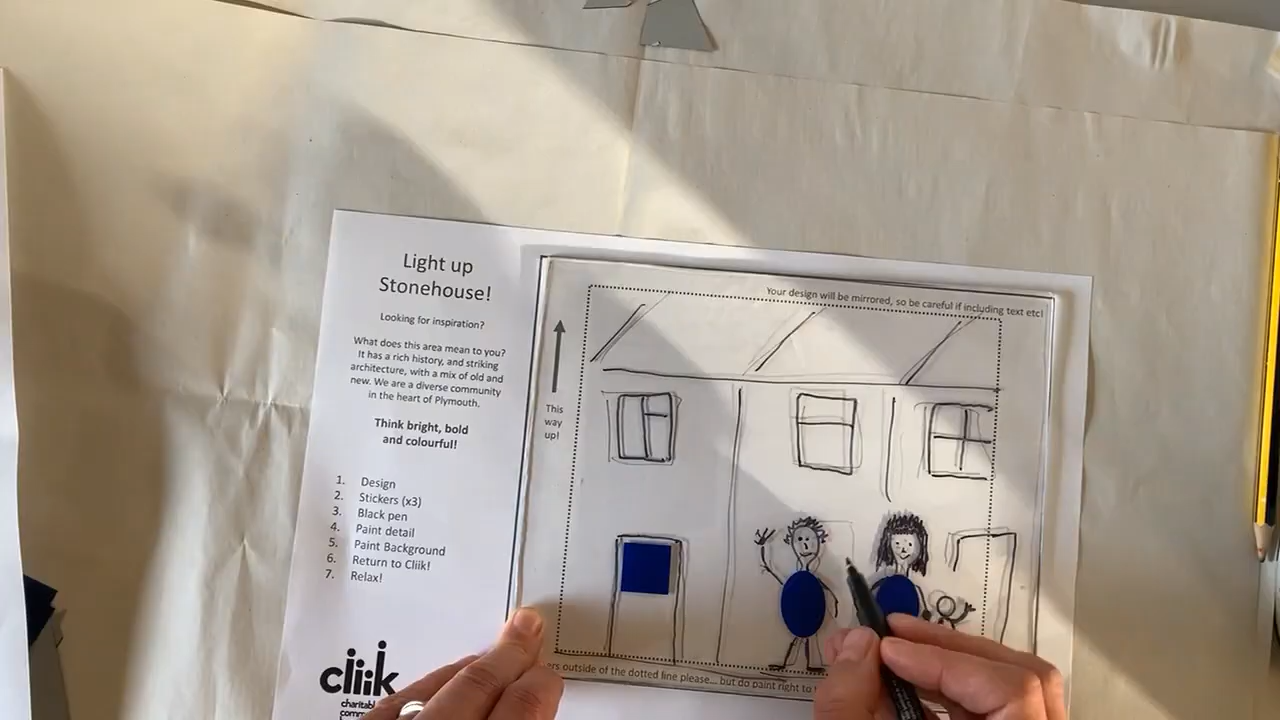 Light up
Stonehouse!
Looking for inspiration?
What does this area mean to you?
It has a rich history, and striking
architecture, with a mix of old and
new. We are a diverse community
in the heart of Plymouth.
Think bright, bold
and colourful!
1. Design
2. Stickers (x3)
3. Black pen
4. Paint detail
5. Paint Background
6. Return to Cliik!
7. Relax!
cliik
charitabl
comm
Your design will be mirrored, so be careful if including text etc!
This
way
up!
ers outside of the dotted line please... but do paint right to